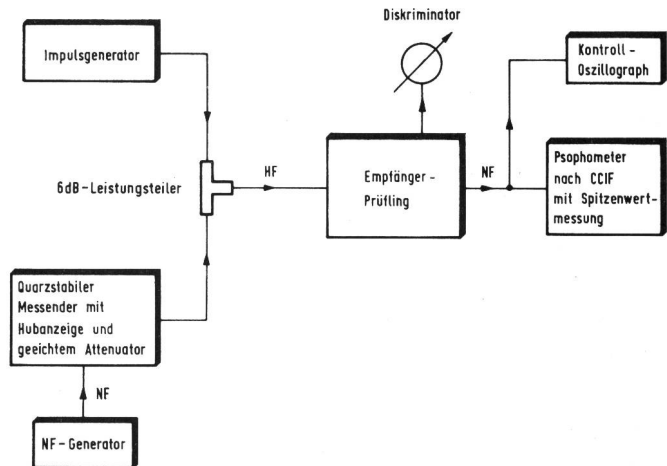 Diskriminator
Impulsgenerator
Kontroll-
Oszillograph
6dB-Leistungsteiler
HF
Empfänger-
Prüfling
NF
Psophometer
nach CCIF
mit Spitzenwert-
messung
Quarzstabiler
Messender mit
Hubanzeige und
geeichtem Attenuator
NF
NF-Generator